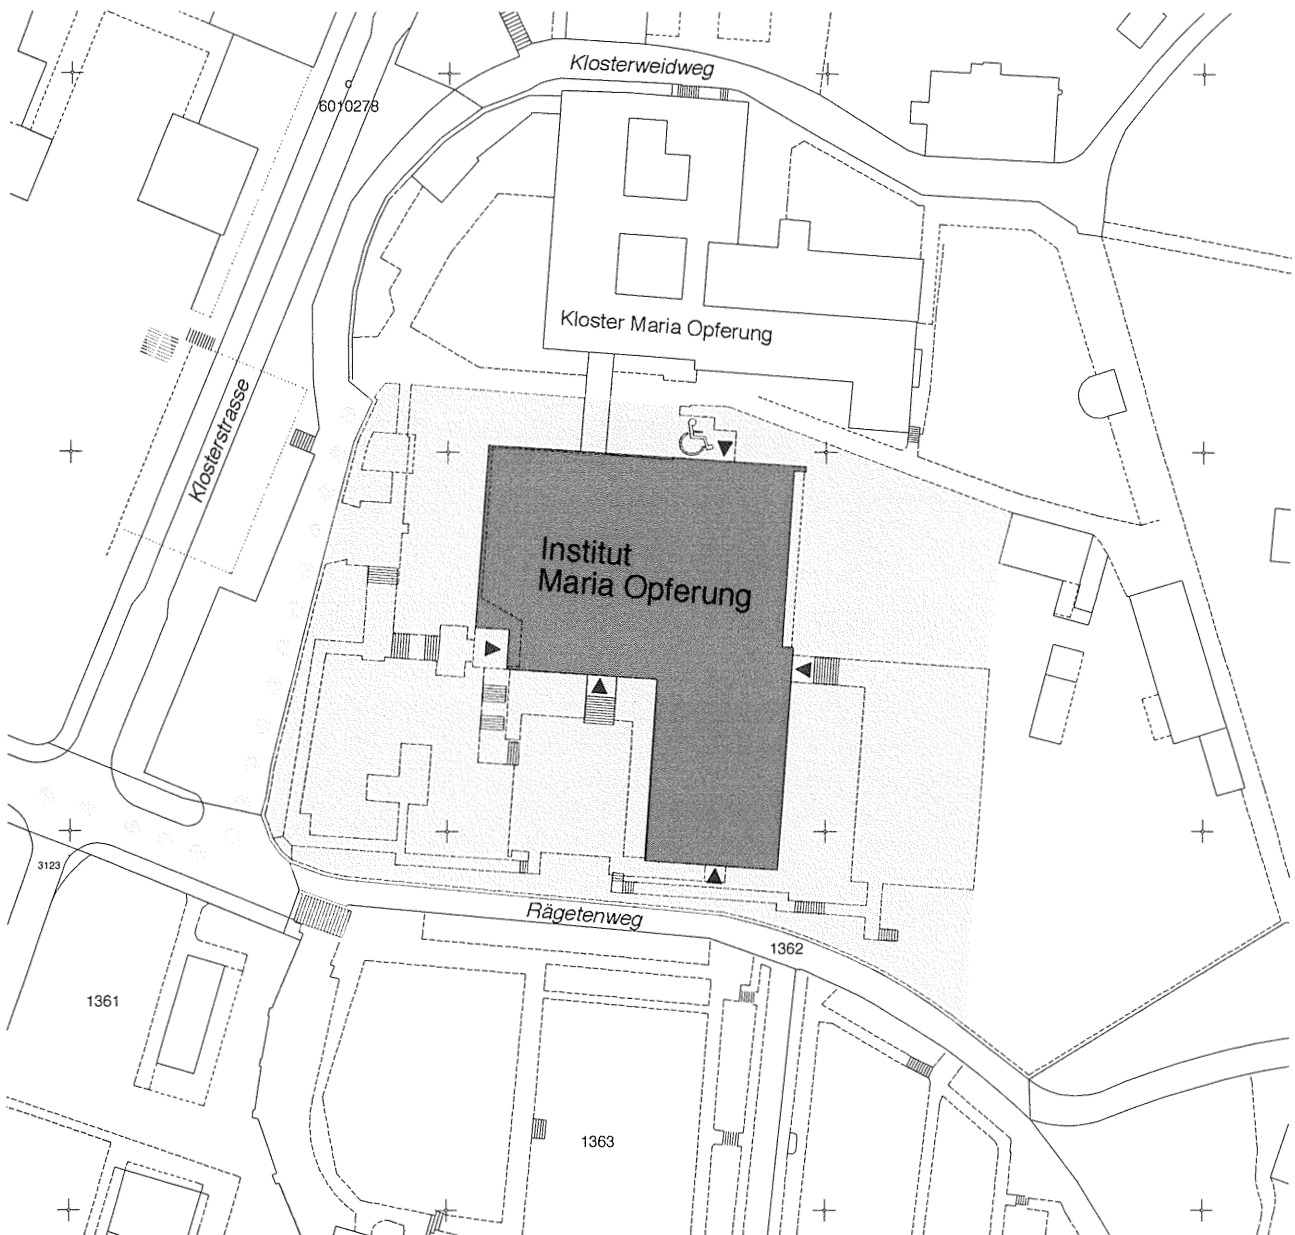 Klosterweidweg
6010278
Kloster Maria Opferung
Klosterstrasse
Institut
Maria Opferung
3123
Rägetenweg
1362
1361
1363